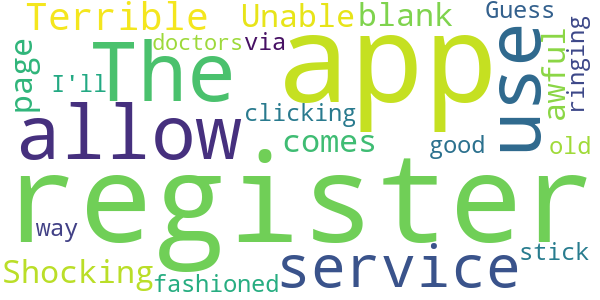 Terrible
Unable
blank
Guess
The
doctors
via
app
use
awful
ringing
page
I'll
allow
clicking
comes
good
old
register
way
Shocking
fashioned
service
stick